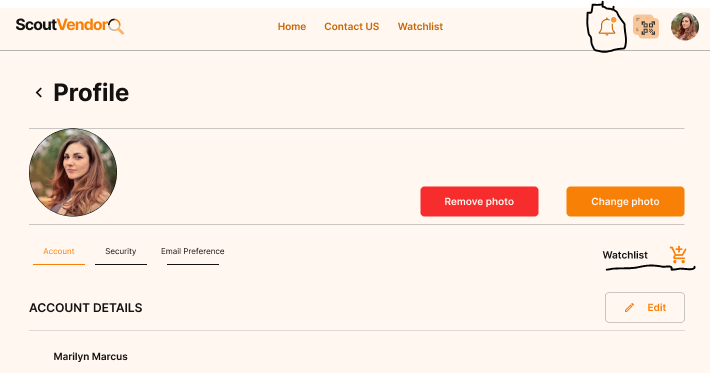 ScoutVendor
Home Contact US Watchlist
Profile
Remove photo Change photo
Account Security Email Preference Watchlist
ACCOUNT DETAILS Edit
Marilyn Marcus